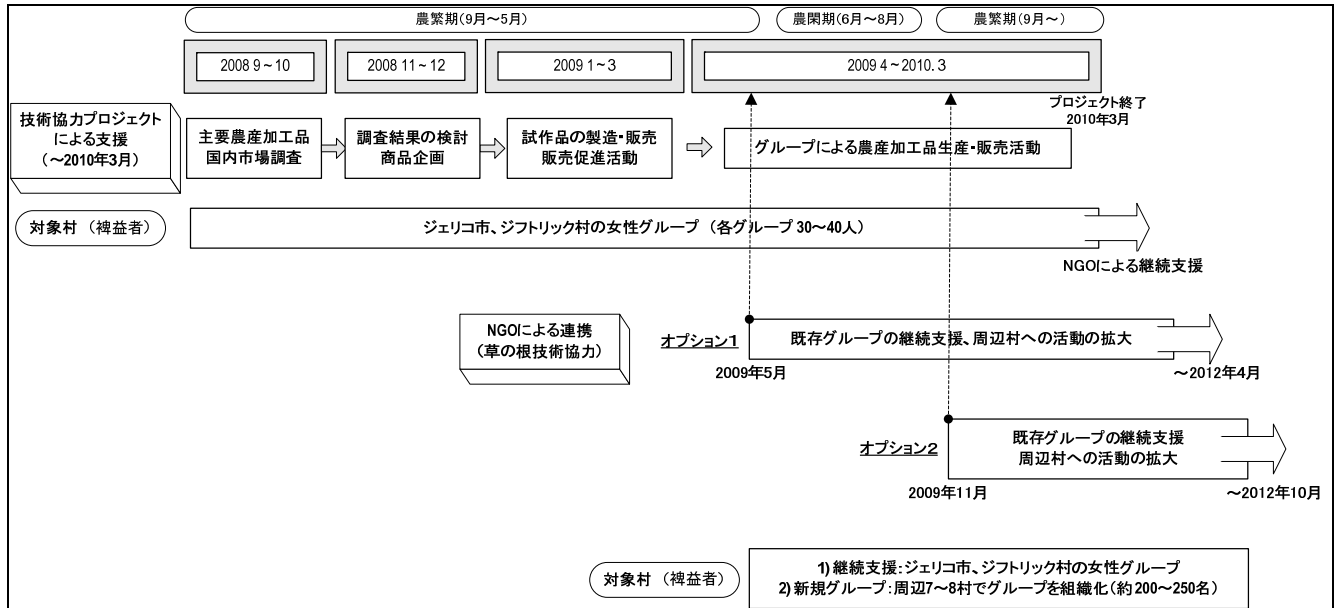 農繁期(9月~5月)
農閑期(6月~8月)
農繁期(9月~)
2008 9~10
2008 11~12
2009 1~3
2009 4~2010.3
プロジェクト終了
2010年3月
技術協力プロジェクト
による支援
(~2010年3月)
主要農産加工品
国内市場調査
調査結果の検討
商品企画
試作品の製造・販売
販売促進活動
グループによる農産加工品生産・販売活動
対象村 (裨益者)
ジェリコ市、ジフトリック村の女性グループ (各グループ 30~40人)
NGOによる継続支援
NGOによる連携
(草の根技術協力)
オプション1
既存グループの継続支援、周辺村への活動の拡大
2009年5月
~2012年4月
オプション2
既存グループの継続支援
周辺村への活動の拡大
2009年11月
~2012年10月
対象村 (裨益者)
1) 継続支援:ジェリコ市、ジフトリック村の女性グループ
2) 新規グループ:周辺7~8村でグループを組織化(約200~250名)